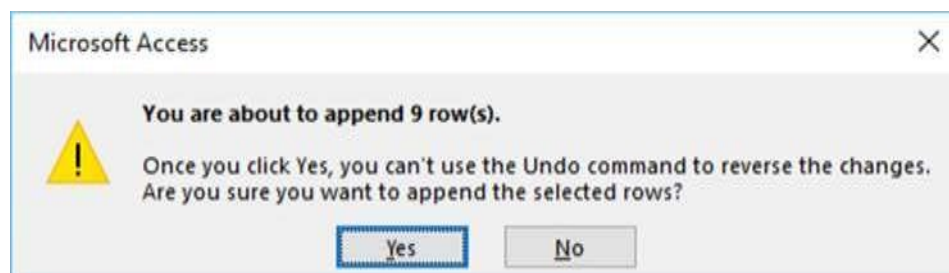 Microsoft Access
You are about to append 9 row(s).
Once you click Yes, you can't use the Undo command to reverse the changes.
Are you sure you want to append the selected rows?
Yes No